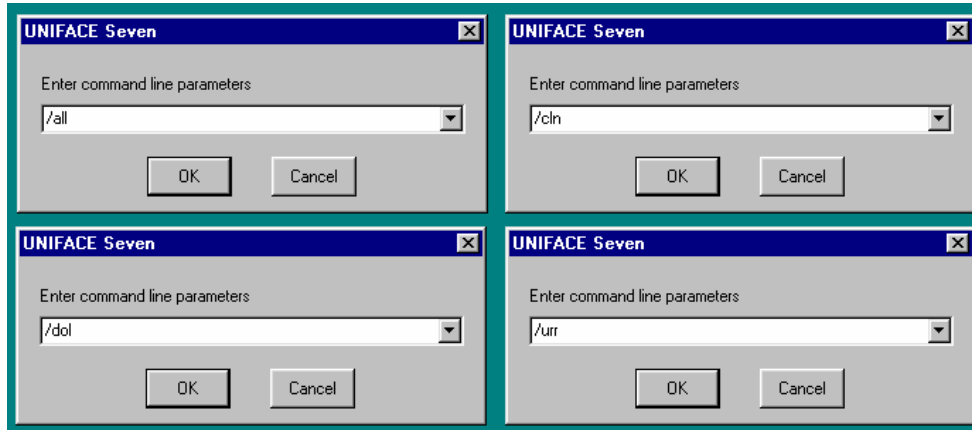 UNIFACE Seven
Enter command line parameters
/all
OK Cancel
UNIFACE Seven
Enter command line parameters
/cln
OK Cancel
UNIFACE Seven
Enter command line parameters
/dol
OK Cancel
UNIFACE Seven
Enter command line parameters
/urr
OK Cancel